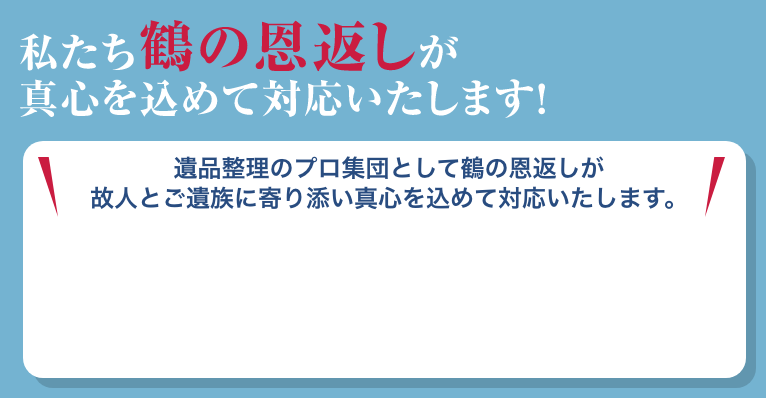 私たち鶴の恩返しが
真心を込めて対応いたします!
遺品整理のプロ集団として鶴の恩返しが
故人とご遺族に寄り添い真心を込めて対応いたします。